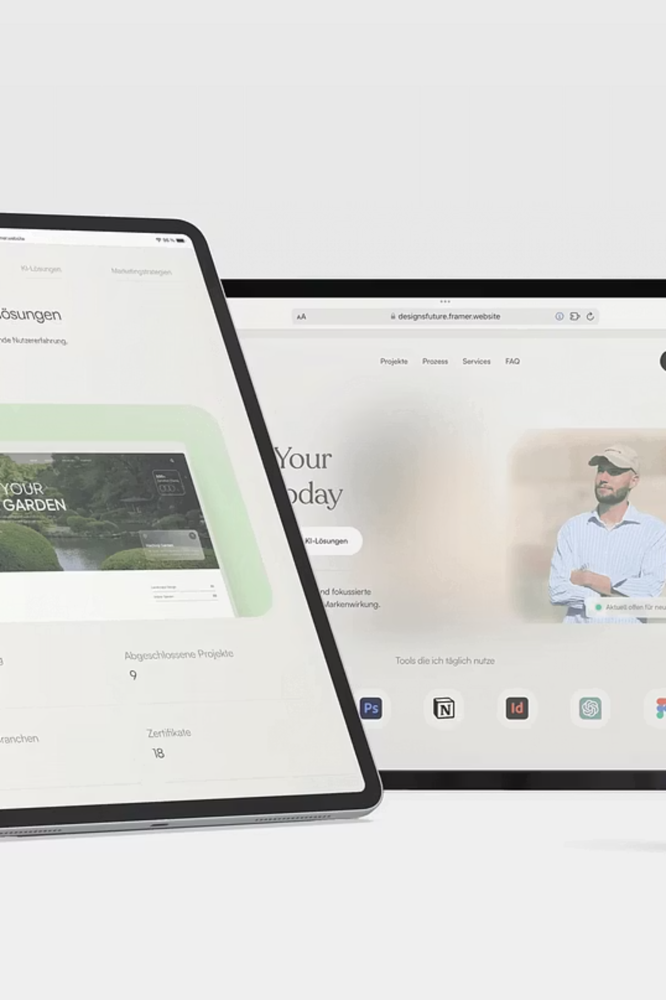 KI-Lösungen
Marketingstrategien
ösungen
nde Nutzererfahrung.
YOUR
GARDEN
Abgeschlossene Projekte
9
ranchen
Zertifikate
18
AA
designsfuture.framer.website
Projekte
Prozess
Services
FAQ
Your
oday
KI-Lösungen
nd fokussierte
Markenwirkung.
Aktuell offen für neu
Tools die ich täglich nutze
Ps
N
Id